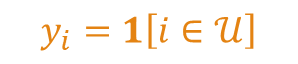 yᵢ = 𝟏[i ∈ 𝒰]